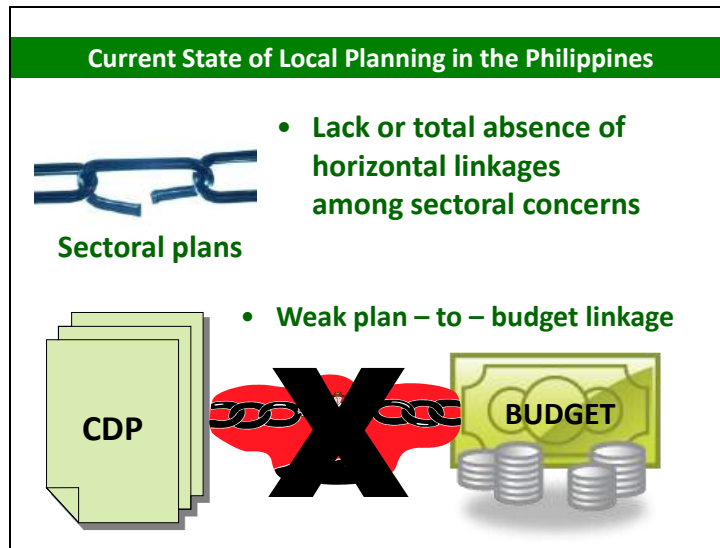 Current State of Local Planning in the Philippines
• Lack or total absence of
horizontal linkages
among sectoral concerns
Sectoral plans
• Weak plan – to – budget linkage
CDP
X
BUDGET